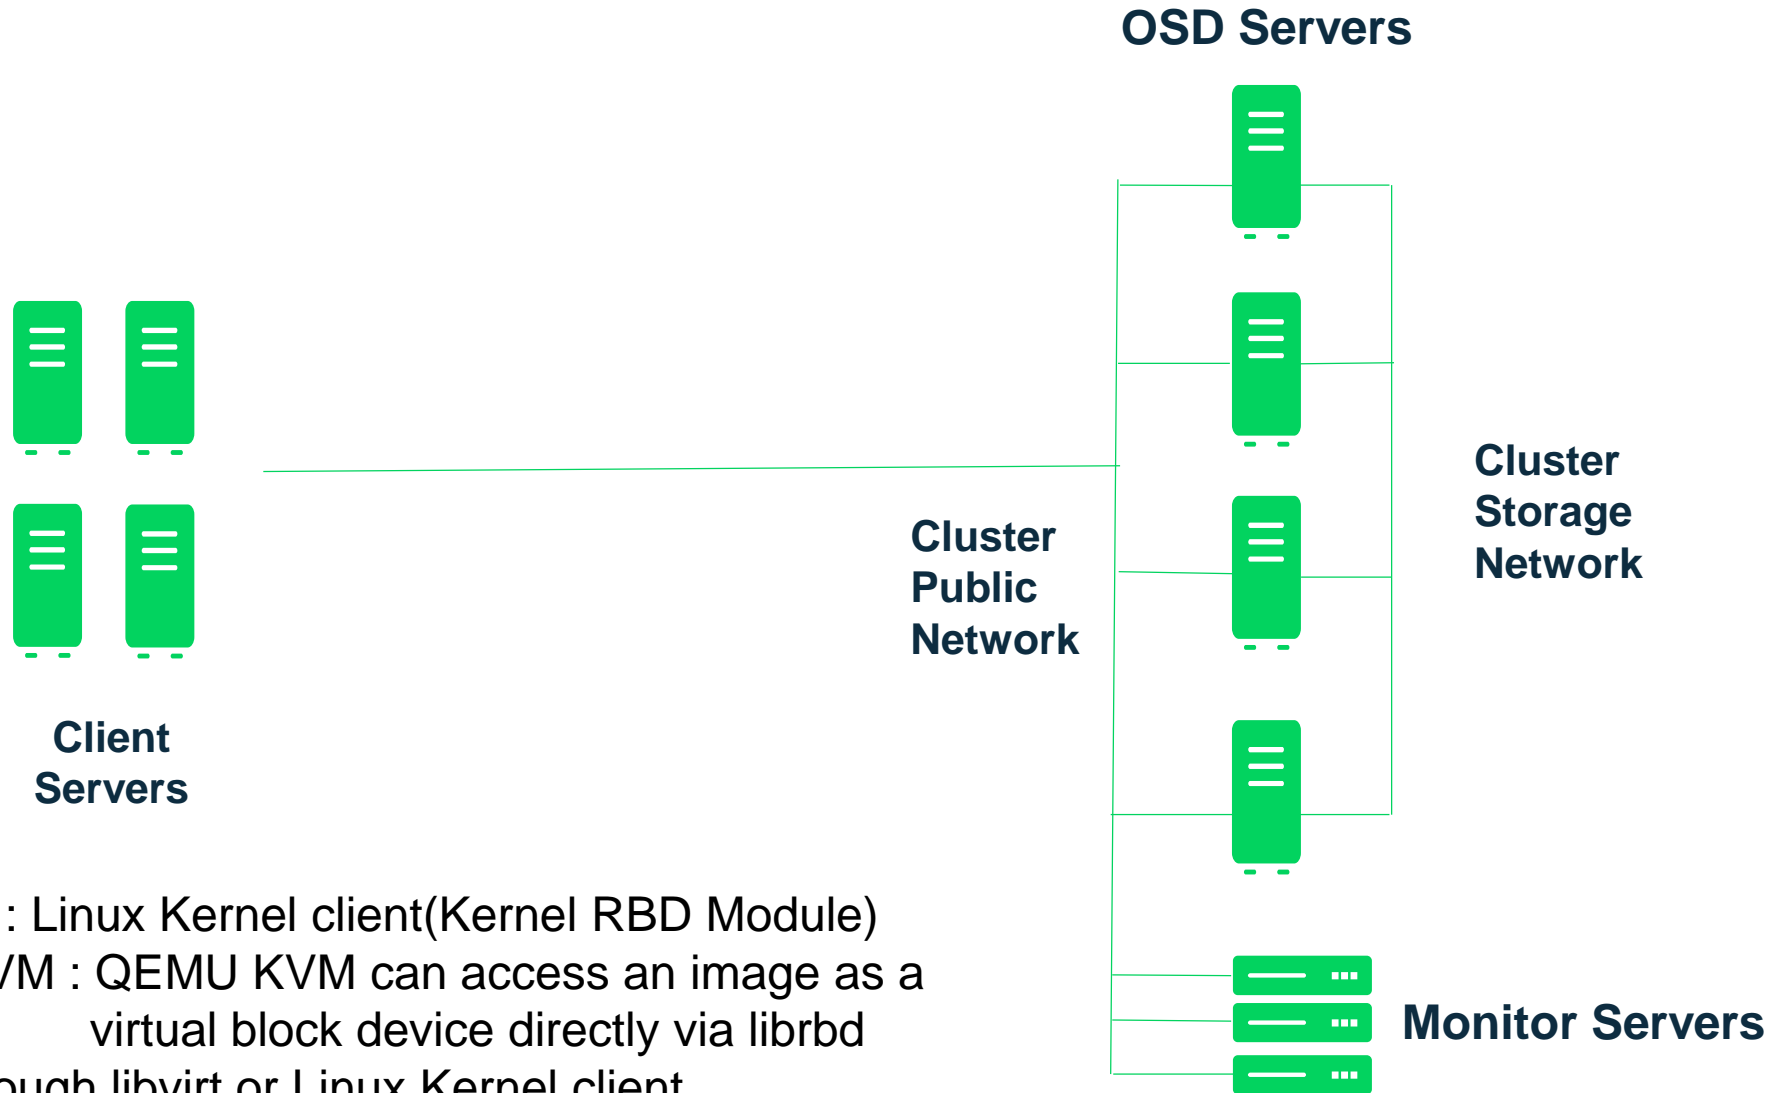 OSD Servers
Cluster
Storage
Network
Cluster
Public
Network
Client
Servers
: Linux Kernel client(Kernel RBD Module)
VM : QEMU KVM can access an image as a
virtual block device directly via librbd
ough libvirt or Linux Kernel client
Monitor Servers